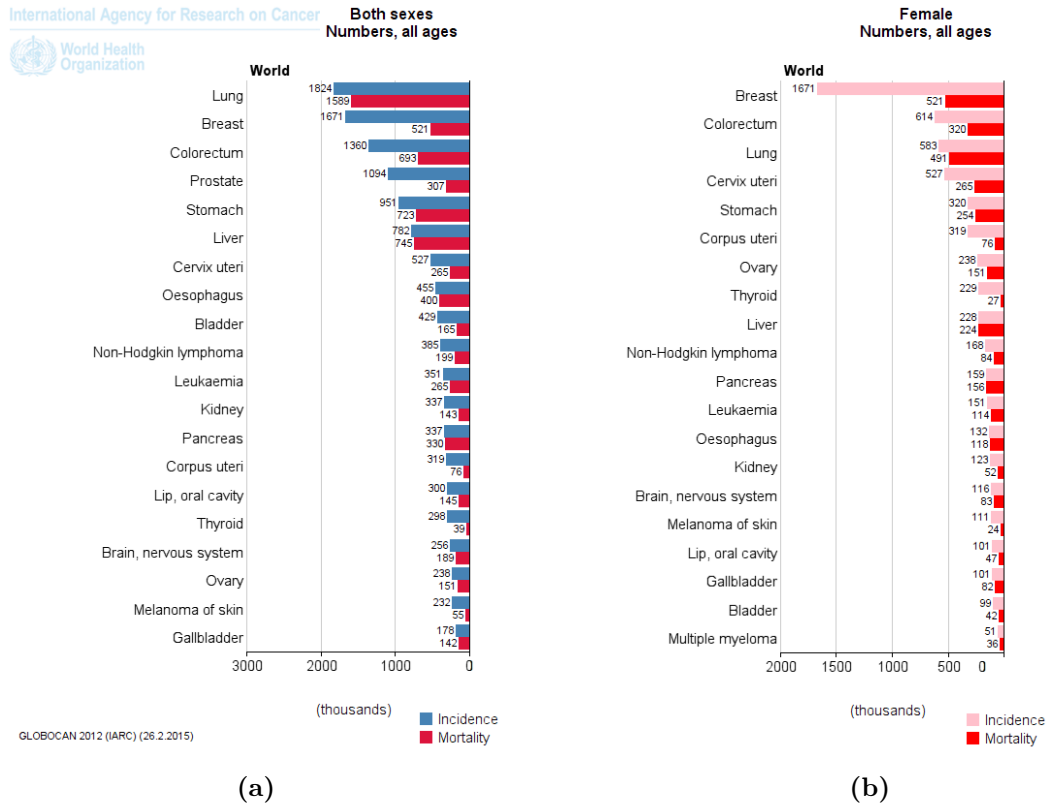 International Agency for Research on Cancer
World Health
Organization
Both sexes
Numbers, all ages
World
Lung 1824 1589
Breast 1671 521
Colorectum 1360 693
Prostate 1094 307
Stomach 951 723
Liver 782 745
Cervix uteri 527 265
Oesophagus 455 400
Bladder 429 165
Non-Hodgkin lymphoma 385 199
Leukaemia 351 265
Kidney 337 143
Pancreas 337 330
Corpus uteri 319 76
Lip, oral cavity 300 145
Thyroid 298 39
Brain, nervous system 256 189
Ovary 238 151
Melanoma of skin 232 55
Gallbladder 178 142
3000 2000 1000 0
(thousands)
Incidence
Mortality
GLOBOCAN 2012 (IARC) (26.2.2015)
(a)
Female
Numbers, all ages
World
Breast 1671 521
Colorectum 614 320
Lung 583 491
Cervix uteri 527 265
Stomach 320 254
Corpus uteri 319 76
Ovary 238 151
Thyroid 229 27
Liver 228 224
Non-Hodgkin lymphoma 168 84
Pancreas 159 156
Leukaemia 151 114
Oesophagus 132 118
Kidney 123 52
Brain, nervous system 116 83
Melanoma of skin 111 24
Lip, oral cavity 101 47
Gallbladder 101 82
Bladder 99 42
Multiple myeloma 51 36
2000 1500 1000 500 0
(thousands)
Incidence
Mortality
(b)